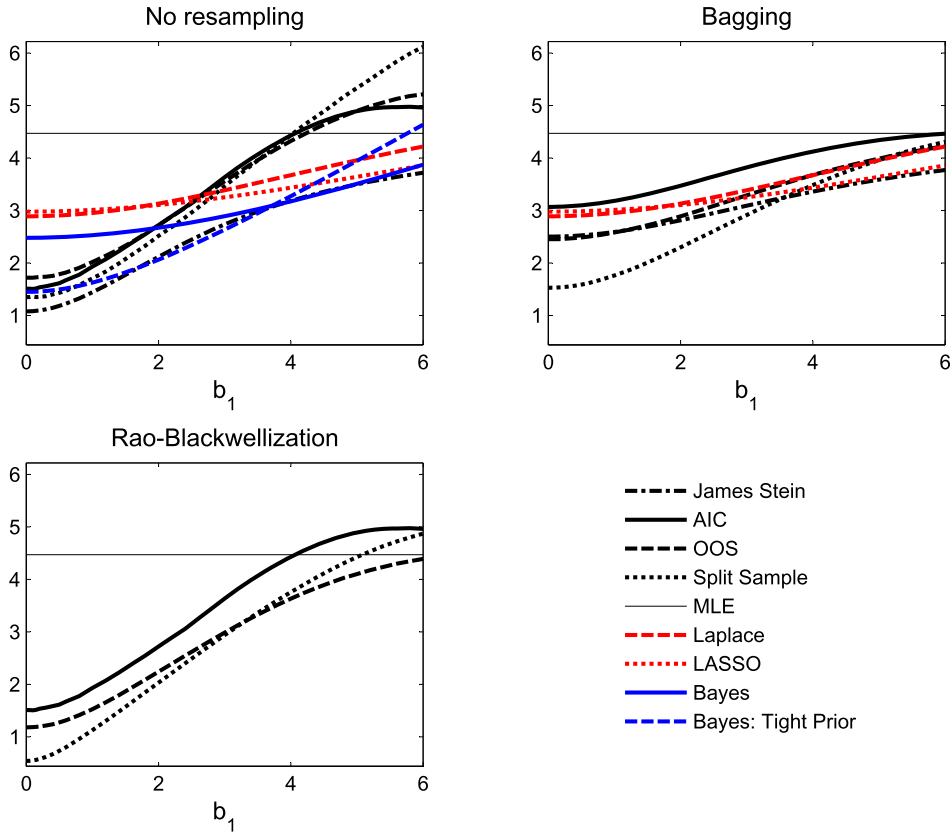 No resampling
6
5
4
3
2
1
0 2 4 6
b1
Bagging
6
5
4
3
2
1
0 2 4 6
b1
Rao-Blackwellization
6
5
4
3
2
1
0 2 4 6
b1
James Stein
AIC
OOS
Split Sample
MLE
Laplace
LASSO
Bayes
Bayes: Tight Prior